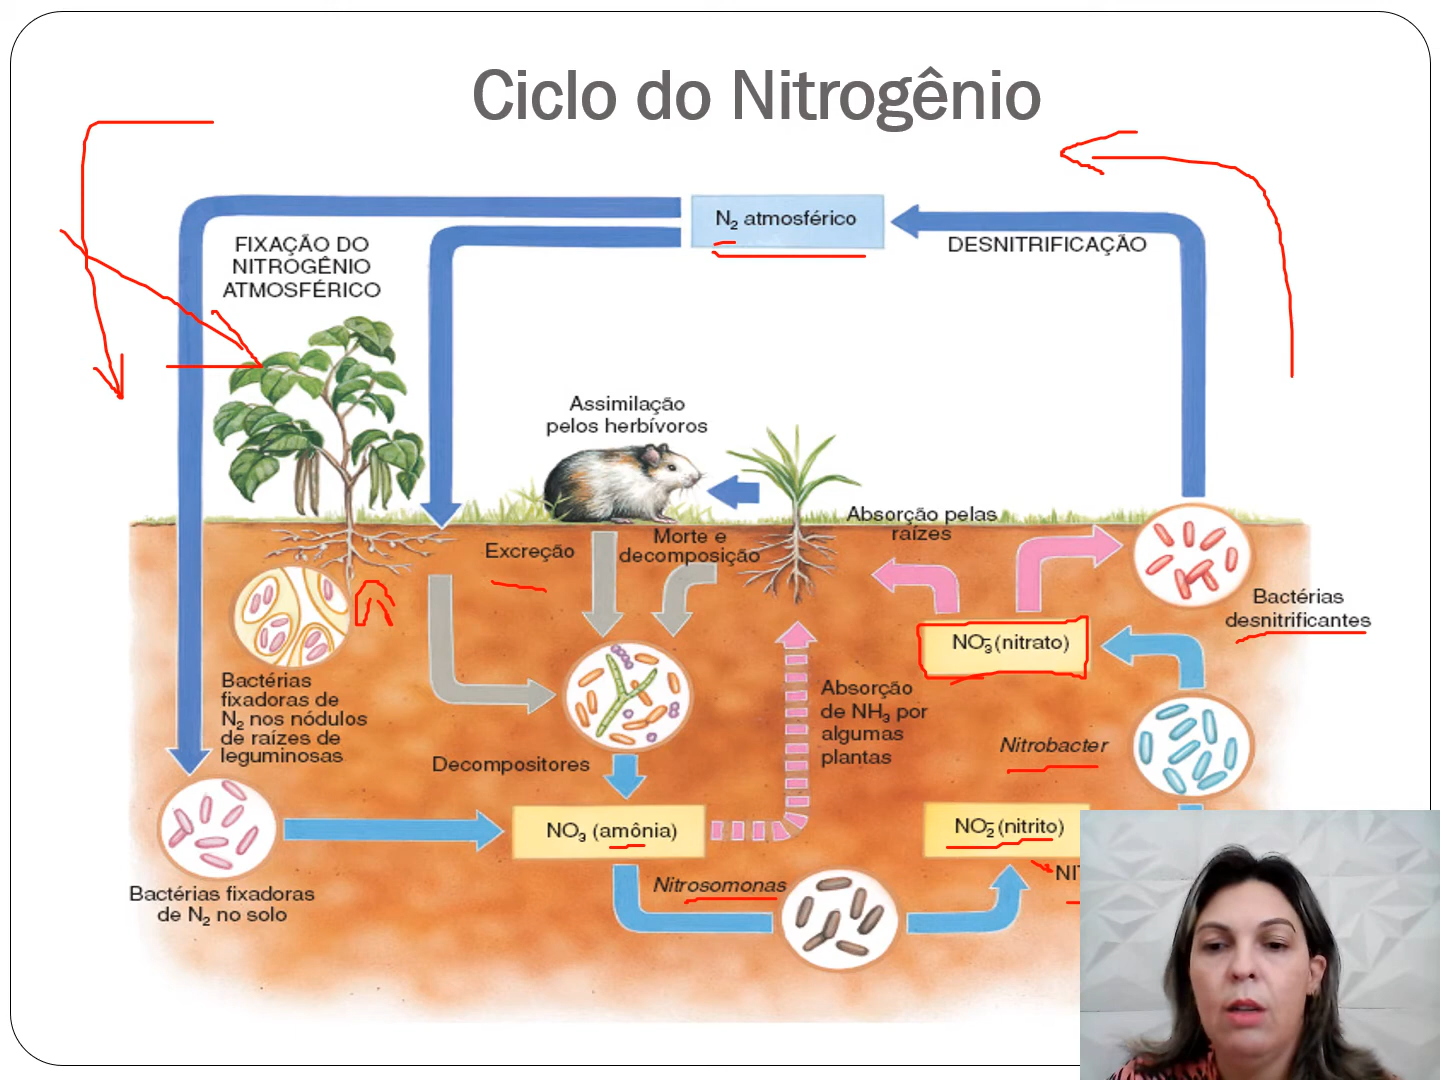 Ciclo do Nitrogênio
N₂ atmosférico
FIXAÇÃO DO
NITROGÊNIO
ATMOSFÉRICO
DESNITRIFICAÇÃO
Assimilação
pelos herbívoros
Absorção pelas
raízes
Excreção
Morte e
decomposição
Bactérias
desnitrificantes
NO₃⁻ (nitrato)
Bactérias
fixadoras de
N₂ nos nódulos
de raízes de
leguminosas
Absorção
de NH₃ por
algumas
plantas
Nitrobacter
Decompositores
NO₃ (amônia)
NO₂⁻ (nitrito)
NI
Nitrosomonas
Bactérias fixadoras
de N₂ no solo